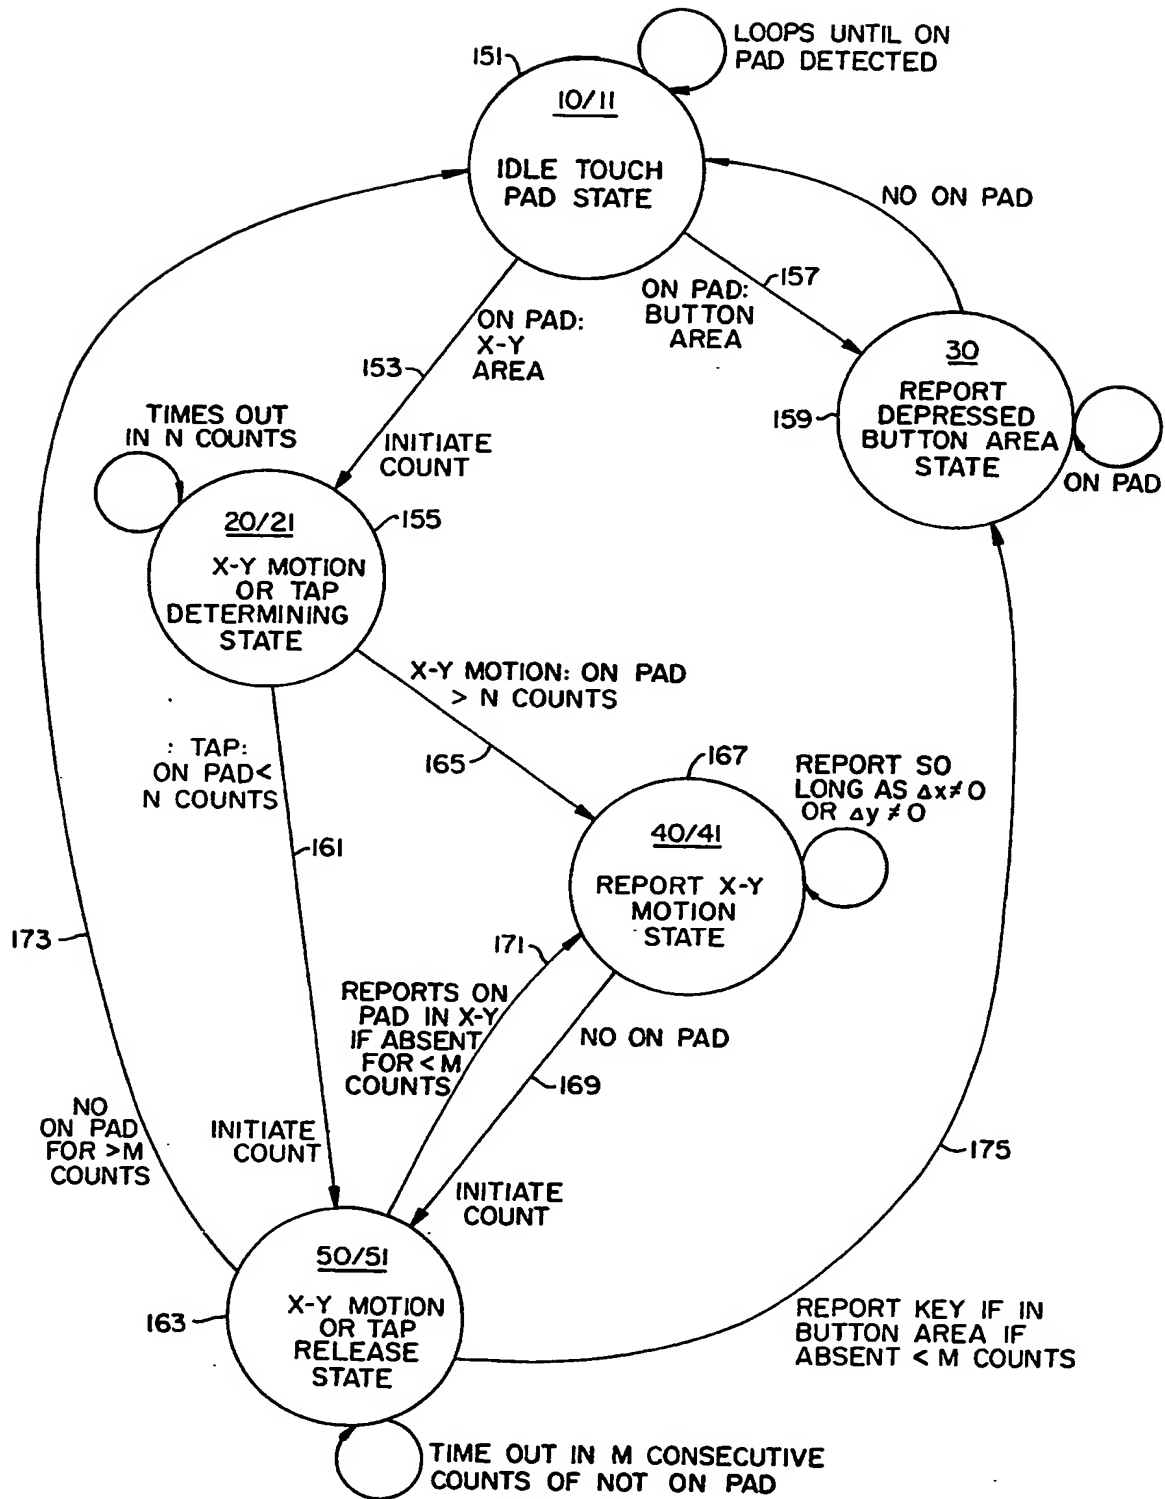 LOOPS UNTIL ON
PAD DETECTED
151
10/11
IDLE TOUCH
PAD STATE
NO ON PAD
157
ON PAD:
BUTTON
AREA
ON PAD:
X-Y
AREA
153
30
REPORT
DEPRESSED
BUTTON AREA
STATE
159
ON PAD
TIMES OUT
IN N COUNTS
INITIATE
COUNT
20/21
155
X-Y MOTION
OR TAP
DETERMINING
STATE
X-Y MOTION: ON PAD
> N COUNTS
165
TAP:
ON PAD<
N COUNTS
161
167
REPORT SO
LONG AS Δx≠0
OR Δy≠0
40/41
REPORT X-Y
MOTION
STATE
173
171
REPORTS ON
PAD IN X-Y
IF ABSENT
FOR < M
COUNTS
NO ON PAD
169
NO
ON PAD
FOR >M
COUNTS
INITIATE
COUNT
INITIATE
COUNT
175
50/51
X-Y MOTION
OR TAP
RELEASE
STATE
163
REPORT KEY IF IN
BUTTON AREA IF
ABSENT < M COUNTS
TIME OUT IN M CONSECUTIVE
COUNTS OF NOT ON PAD